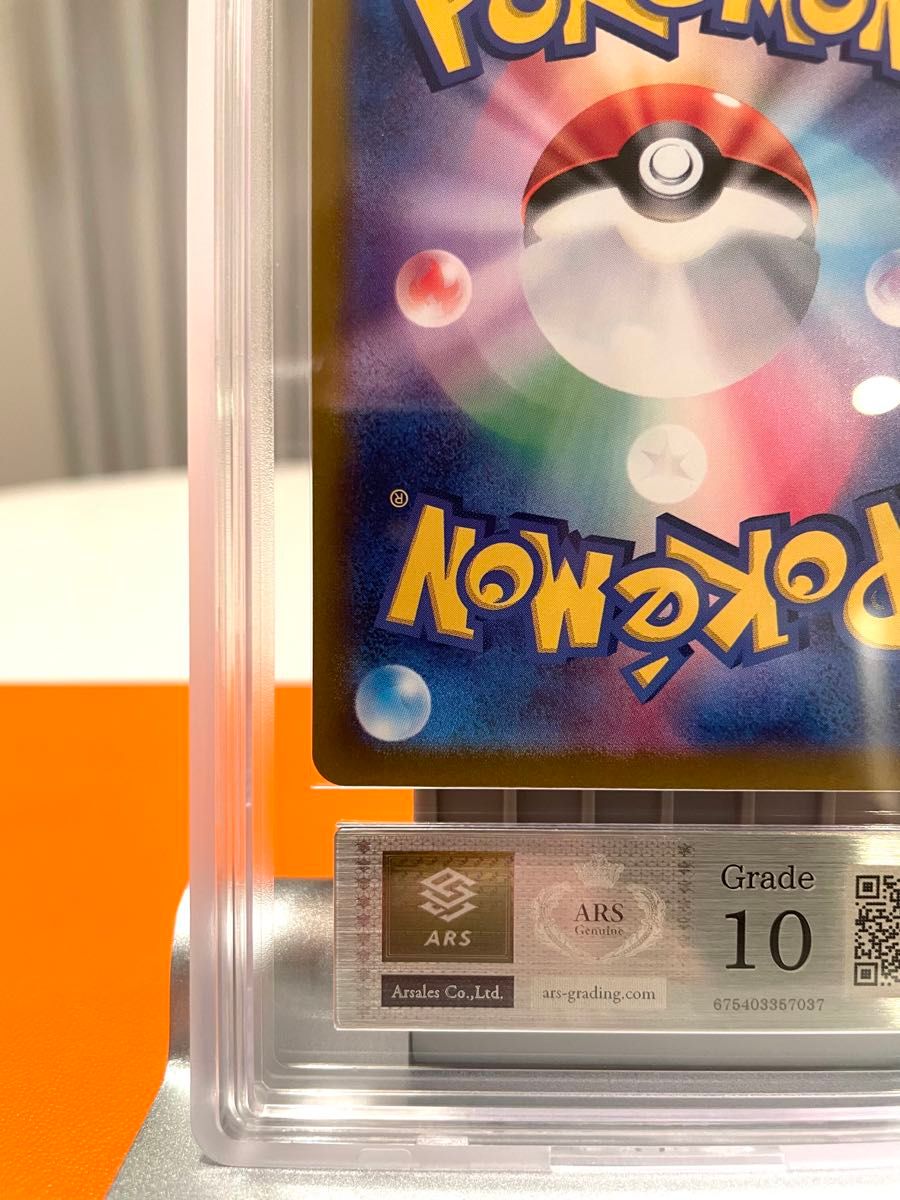 POKÉMON
®
POKÉMON
ARS
ARS
Genuine
Arsales Co.,Ltd.
ars-grading.com
Grade
10
675403357037